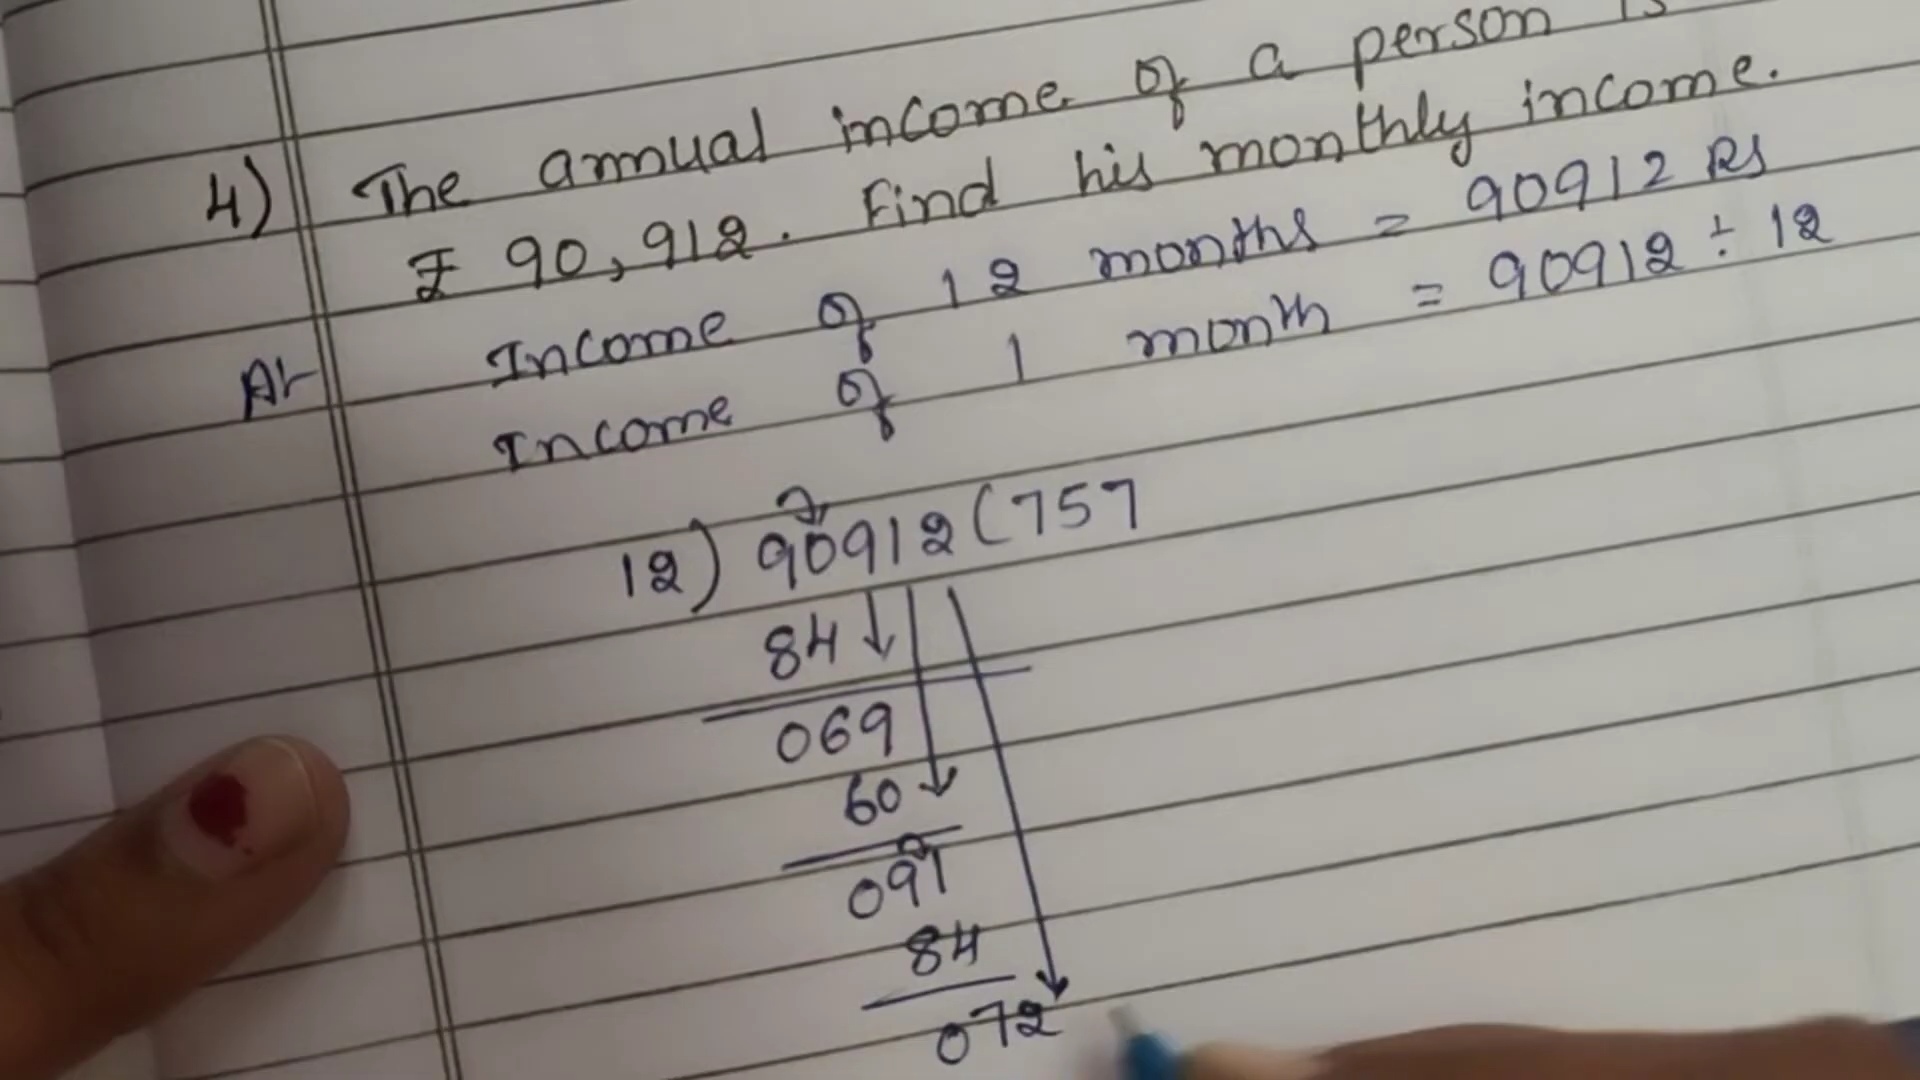 4) The annual income of a person is
₹ 90,912. Find his monthly income.
A⊢ Income of 12 months = 90912 Rs
Income of 1 month = 90912 ÷ 12
12) 90912 (757
84
069
60
091
84
072